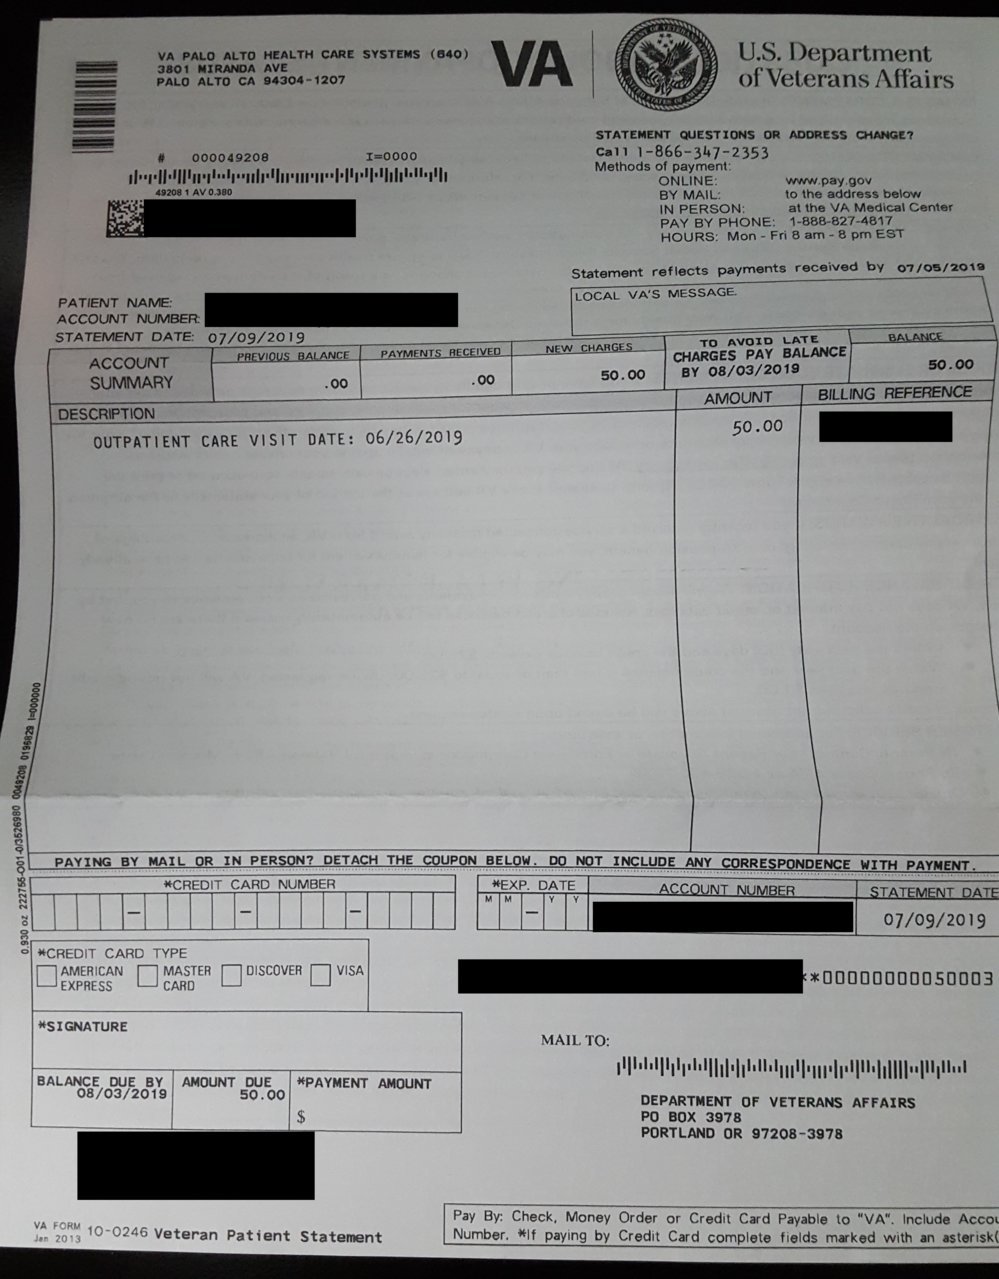 VA PALO ALTO HEALTH CARE SYSTEMS (640)
3801 MIRANDA AVE
PALO ALTO CA 94304-1207
VA
U.S. Department
of Veterans Affairs
# 000049208 I=0000
49208 1 AV 0.380
STATEMENT QUESTIONS OR ADDRESS CHANGE?
Call 1-866-347-2353
Methods of payment:
ONLINE: www.pay.gov
BY MAIL: to the address below
IN PERSON: at the VA Medical Center
PAY BY PHONE: 1-888-827-4817
HOURS: Mon - Fri 8 am - 8 pm EST
Statement reflects payments received by 07/05/2019
LOCAL VA'S MESSAGE
PATIENT NAME:
ACCOUNT NUMBER:
STATEMENT DATE: 07/09/2019
ACCOUNT
SUMMARY
PREVIOUS BALANCE
.00
PAYMENTS RECEIVED
.00
NEW CHARGES
50.00
TO AVOID LATE
CHARGES PAY BALANCE
BY 08/03/2019
BALANCE
50.00
DESCRIPTION
AMOUNT
BILLING REFERENCE
OUTPATIENT CARE VISIT DATE: 06/26/2019
50.00
0.930 oz 222755-O01-0/3526980 0049208 0196829 I=000000
PAYING BY MAIL OR IN PERSON? DETACH THE COUPON BELOW. DO NOT INCLUDE ANY CORRESPONDENCE WITH PAYMENT.
*CREDIT CARD NUMBER
*EXP. DATE
M M – Y Y
ACCOUNT NUMBER
STATEMENT DATE
07/09/2019
*CREDIT CARD TYPE
AMERICAN
EXPRESS
MASTER
CARD
DISCOVER
VISA
**00000000050003
*SIGNATURE
BALANCE DUE BY
08/03/2019
AMOUNT DUE
50.00
*PAYMENT AMOUNT
$
MAIL TO:
DEPARTMENT OF VETERANS AFFAIRS
PO BOX 3978
PORTLAND OR 97208-3978
VA FORM
Jan 2013
10-0246 Veteran Patient Statement
Pay By: Check, Money Order or Credit Card Payable to "VA". Include Accou
Number. *If paying by Credit Card complete fields marked with an asterisk(